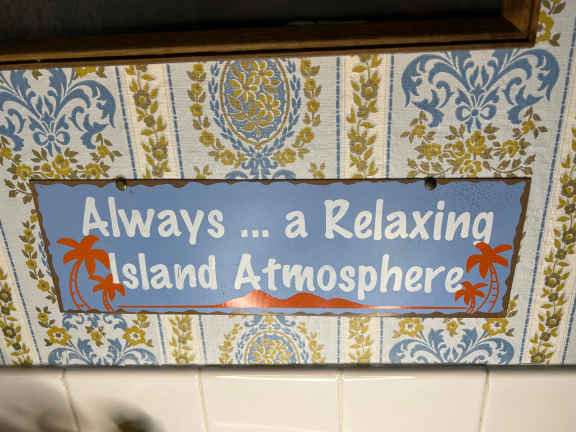 Always ... a Relaxing
Island Atmosphere